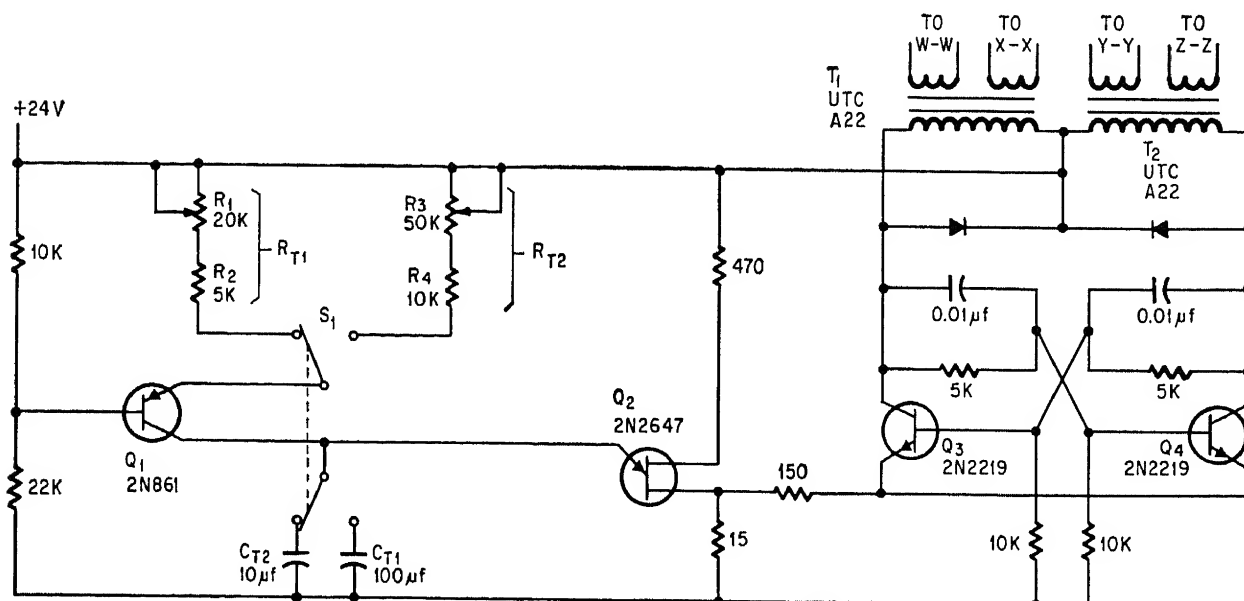 TO
W-W
TO
X-X
TO
Y-Y
TO
Z-Z
T1
UTC
A22
T2
UTC
A22
+24V
R1
20K
RT1
R2
5K
R3
50K
RT2
R4
10K
10K
470
S1
0.01µf
0.01µf
5K
5K
Q1
2N861
Q2
2N2647
Q3
2N2219
Q4
2N2219
22K
150
15
10K
10K
CT2
10µf
CT1
100µf